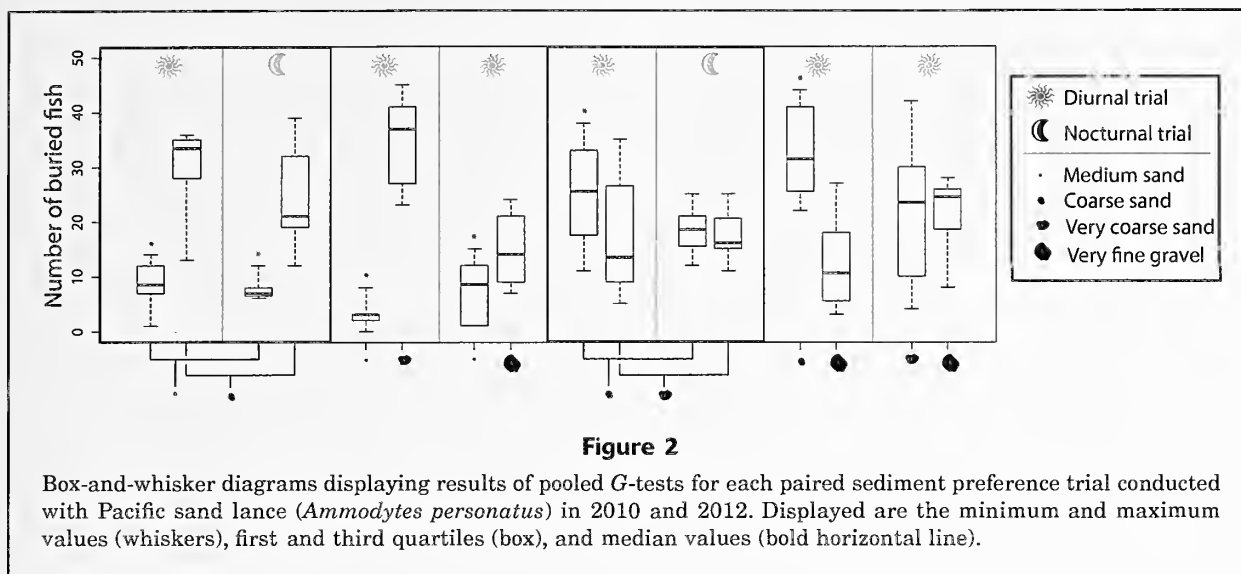 50
40
30
20
10
0
Number of buried fish
Diurnal trial
Nocturnal trial
Medium sand
Coarse sand
Very coarse sand
Very fine gravel
Figure 2
Box-and-whisker diagrams displaying results of pooled G-tests for each paired sediment preference trial conducted
with Pacific sand lance (Ammodytes personatus) in 2010 and 2012. Displayed are the minimum and maximum
values (whiskers), first and third quartiles (box), and median values (bold horizontal line).